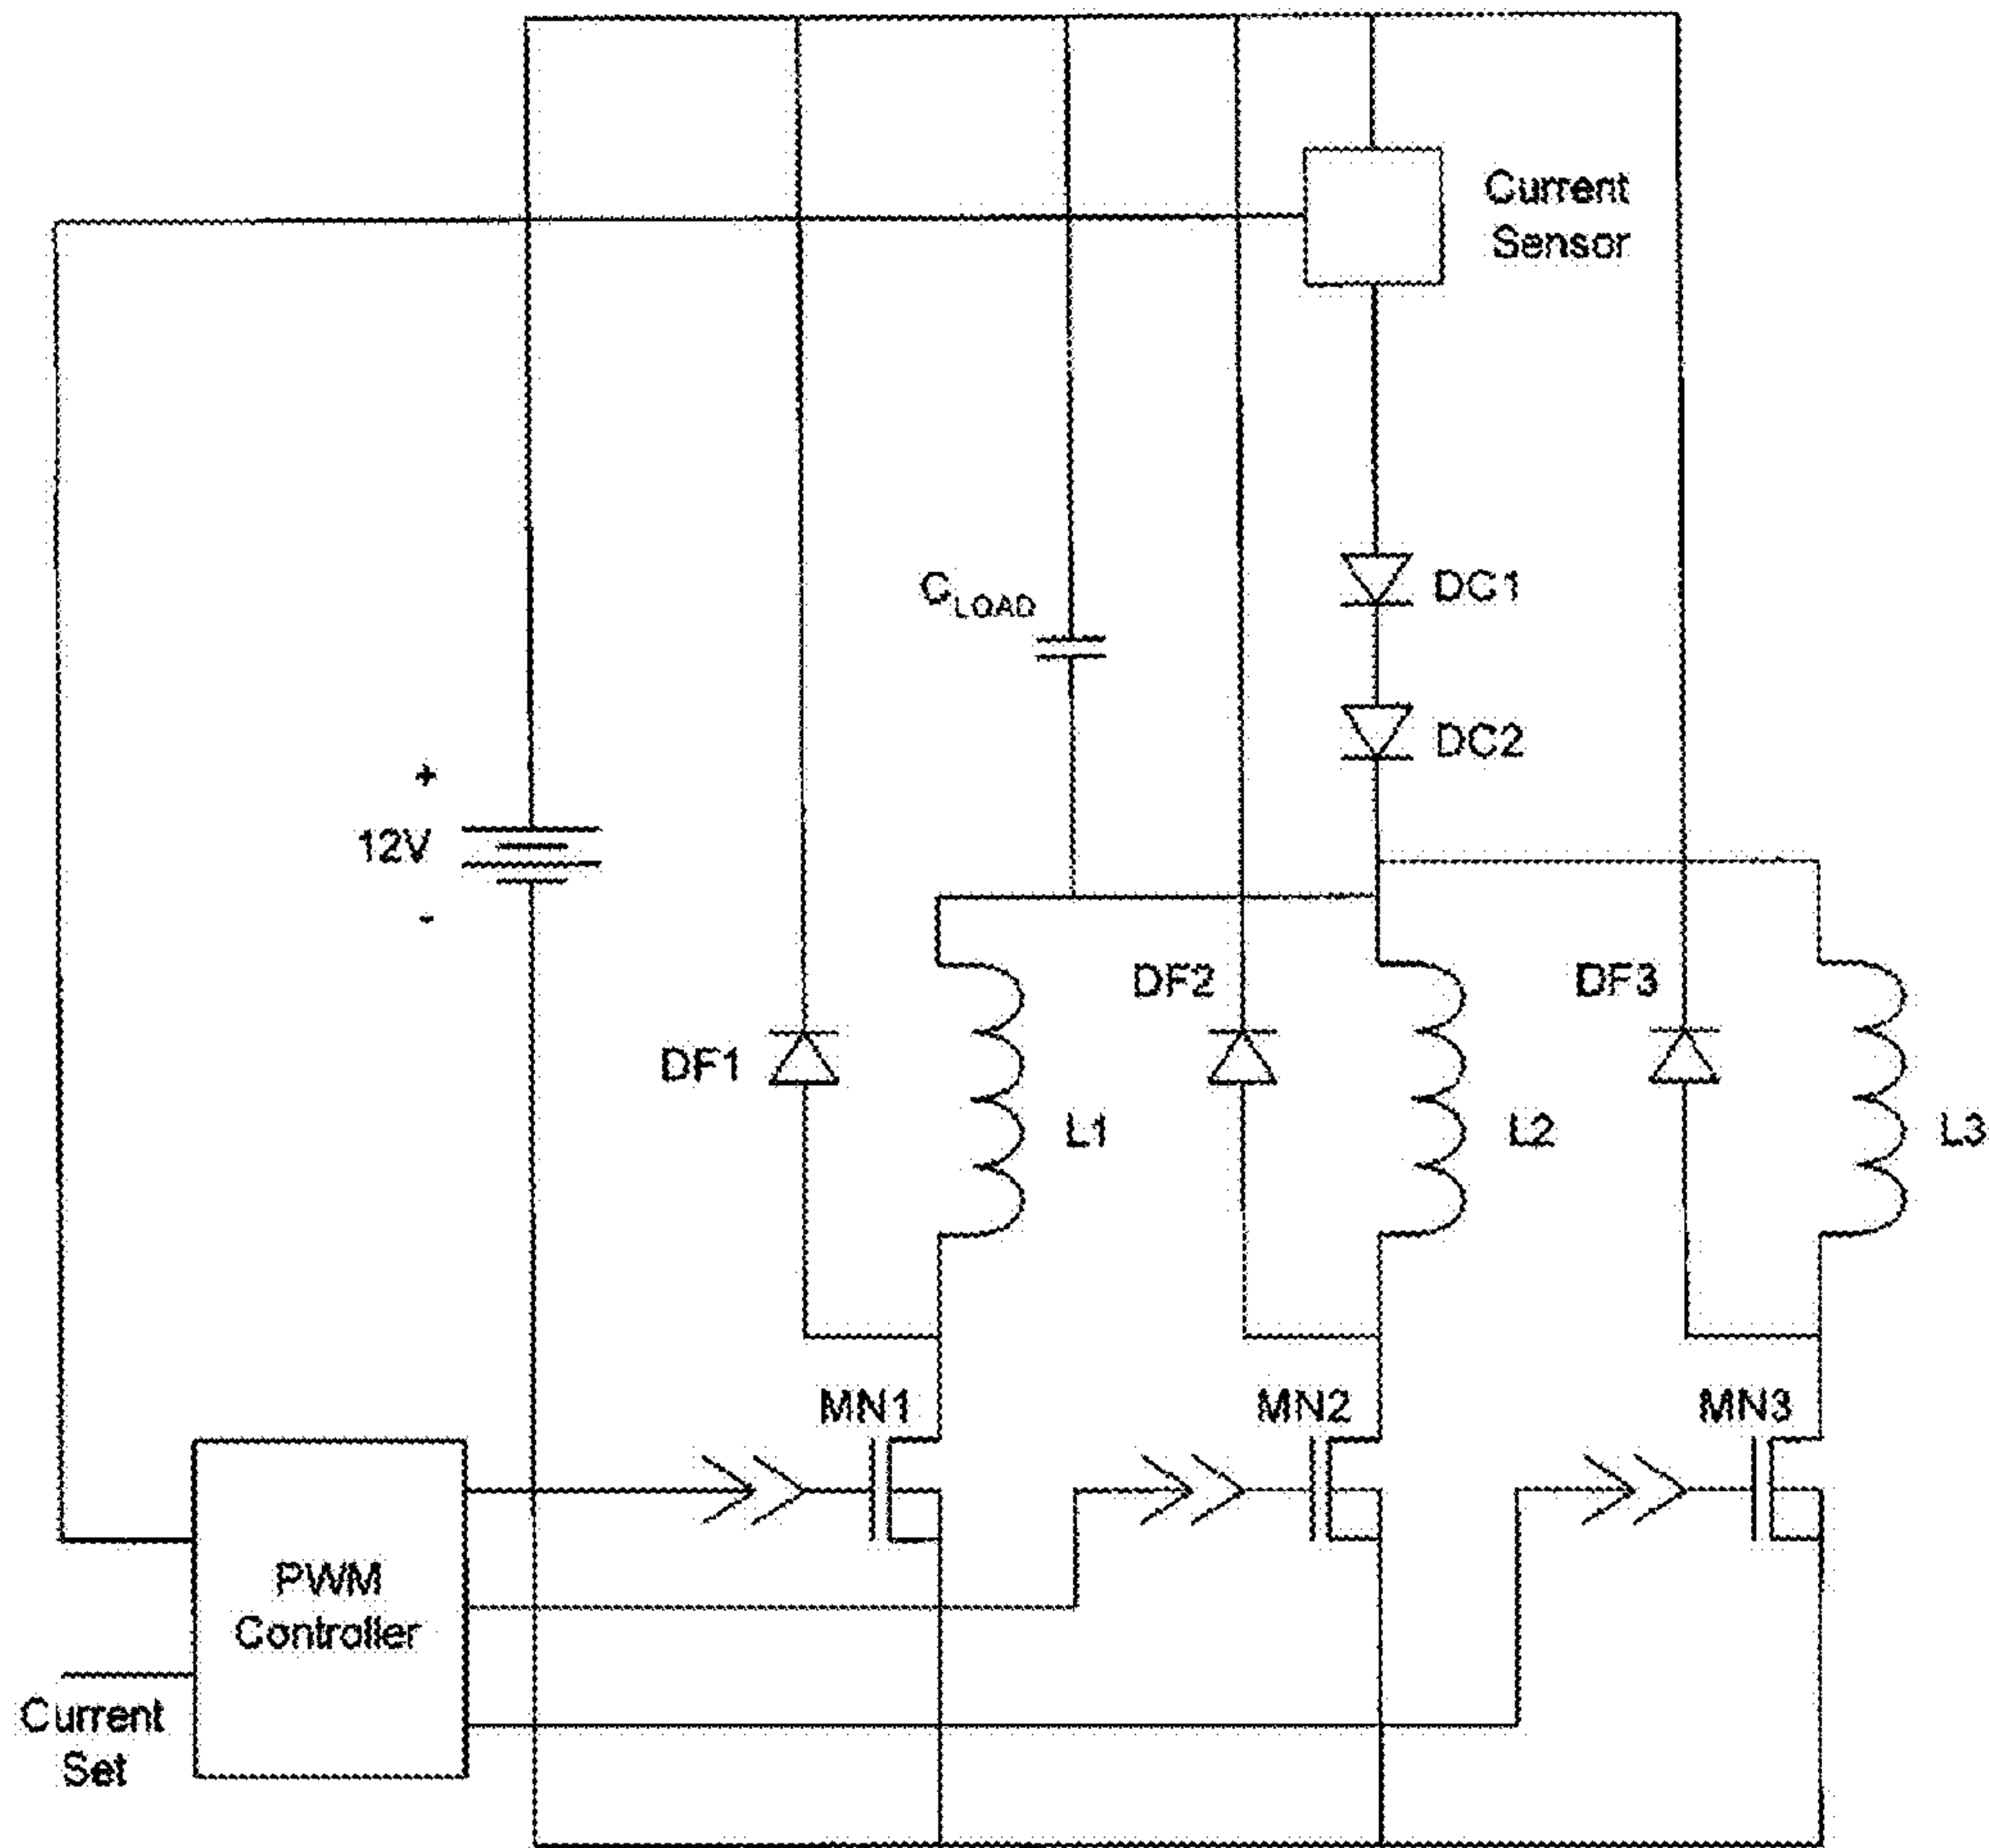 Current
Sensor
CLOAD
DC1
DC2
+
12V
-
DF1
DF2
DF3
L1
L2
L3
MN1
MN2
MN3
PWM
Controller
Current
Set